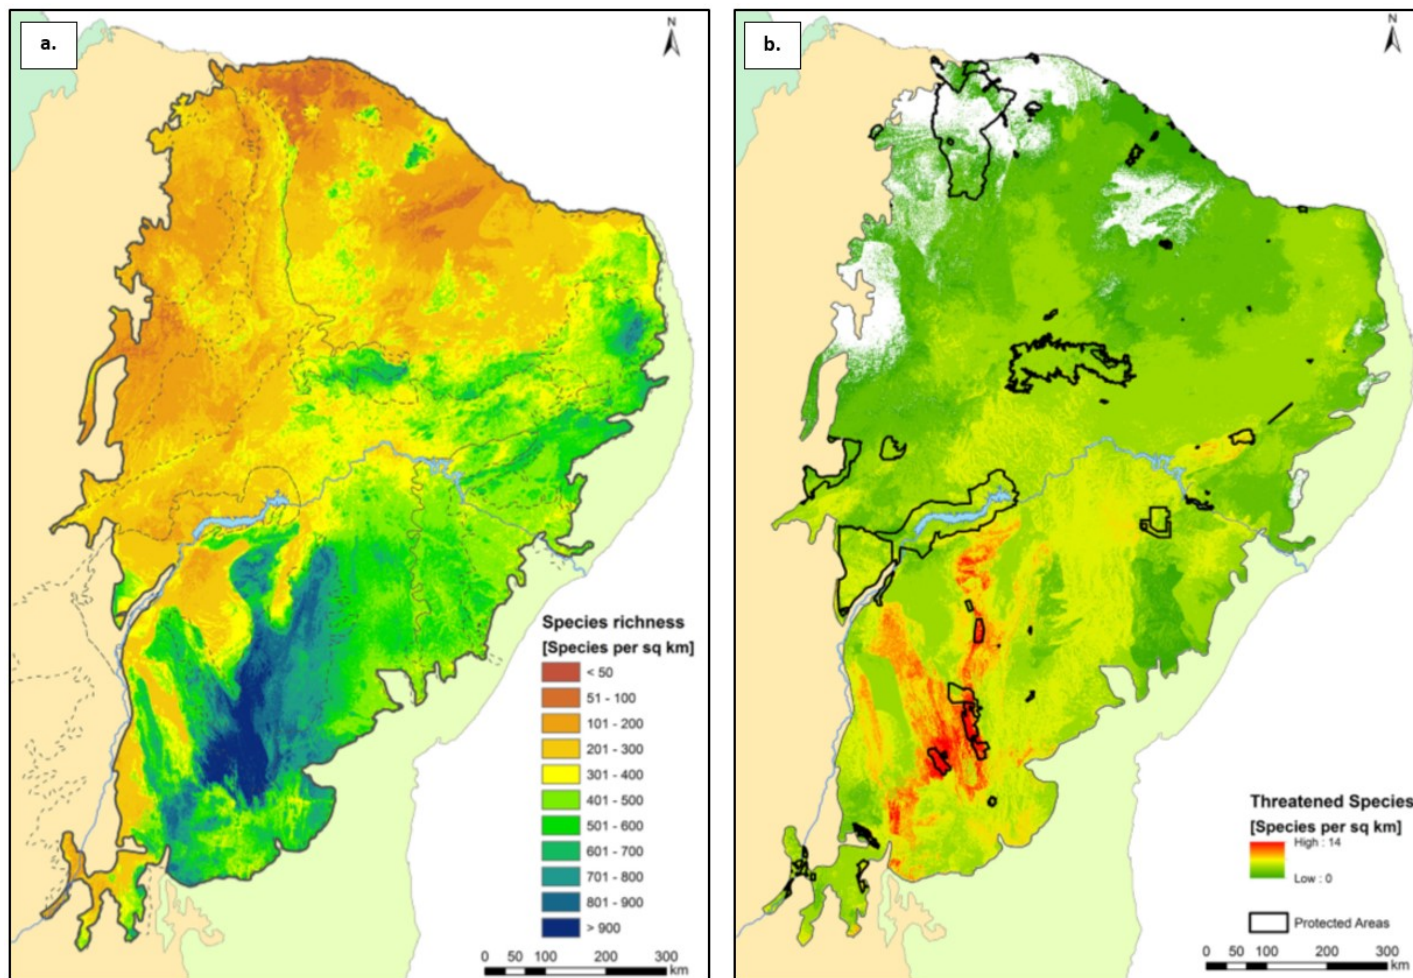 a.
N
Species richness
[Species per sq km]
< 50
51 - 100
101 - 200
201 - 300
301 - 400
401 - 500
501 - 600
601 - 700
701 - 800
801 - 900
> 900
0 50 100 200 300
km
b.
N
Threatened Species
[Species per sq km]
High : 14
Low : 0
Protected Areas
0 50 100 200 300
km